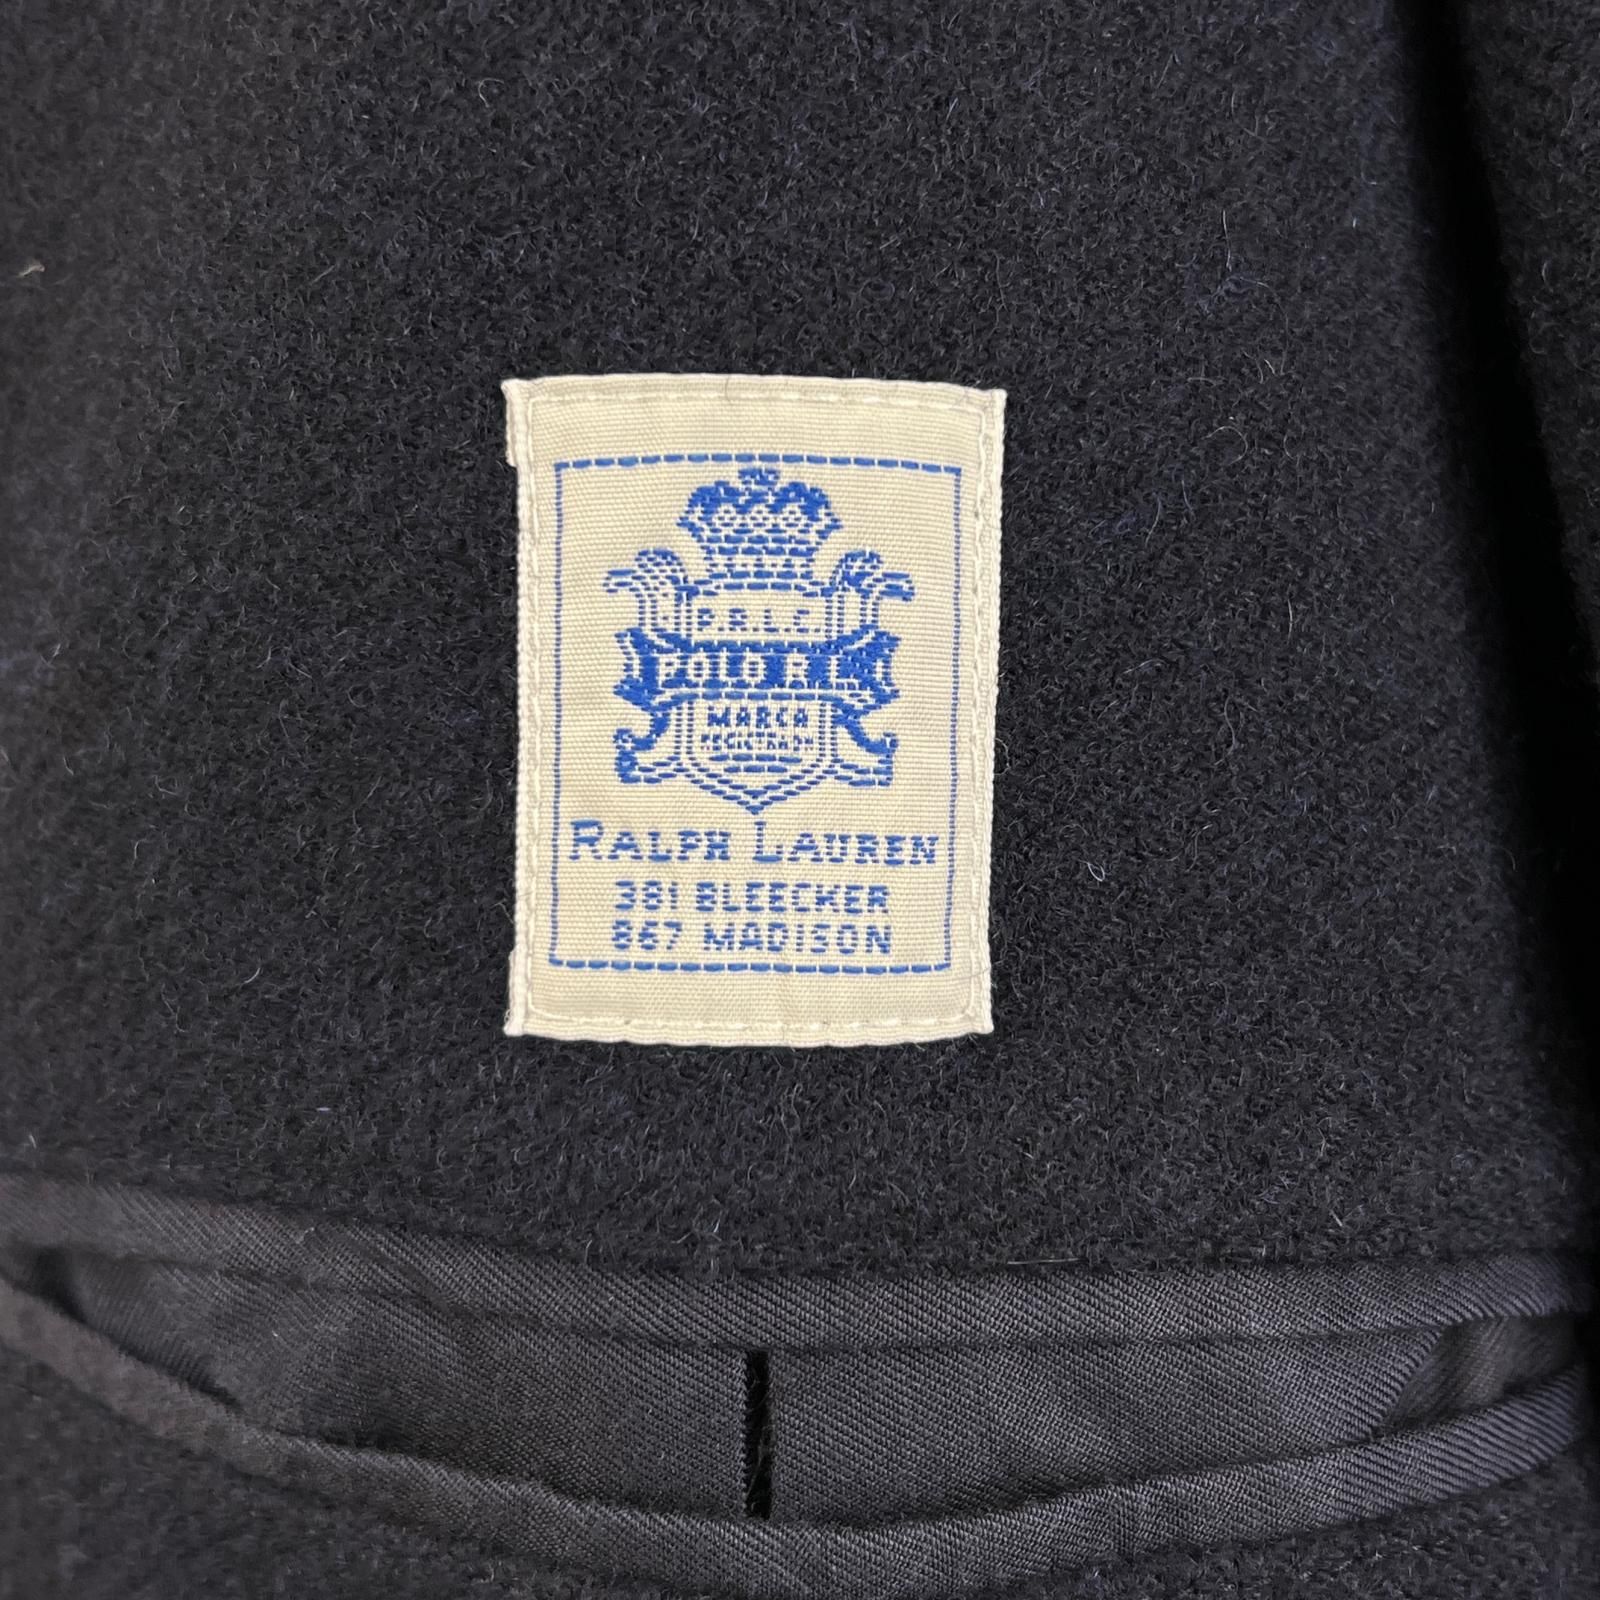 P.R.L.C.
POLO R L
MARCA
REGISTRADA
RALPH LAUREN
381 BLEECKER
867 MADISON